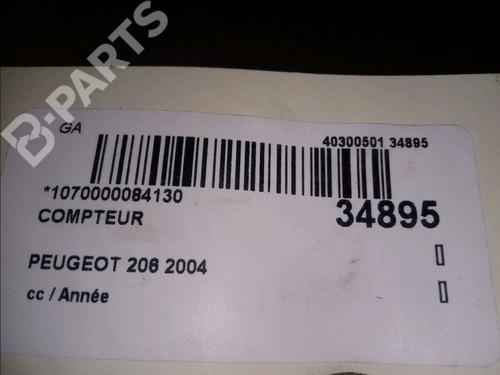 B-PARTS
GA
40300501 34895
*1070000084130
COMPTEUR
34895
PEUGEOT 206 2004
cc / Année